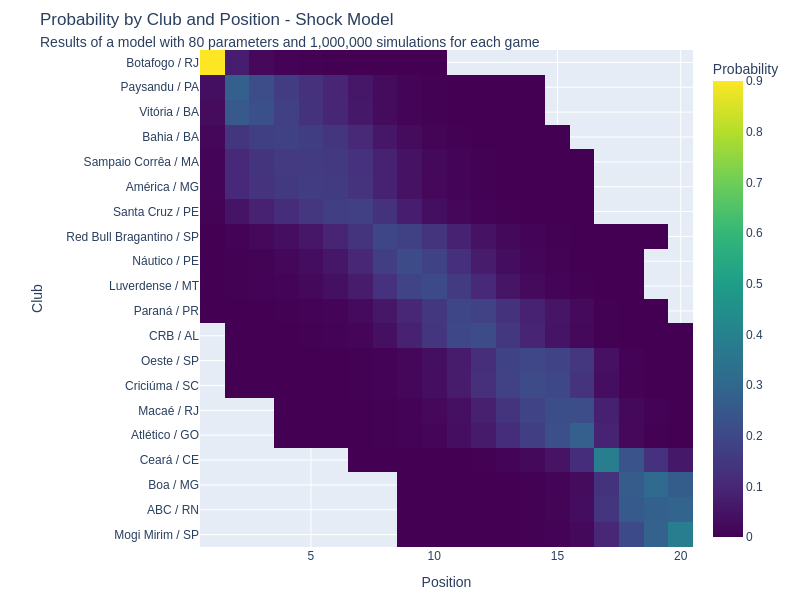 Probability by Club and Position - Shock Model
Results of a model with 80 parameters and 1,000,000 simulations for each game
Probability
Club
Botafogo / RJ
Paysandu / PA
Vitória / BA
Bahia / BA
Sampaio Corrêa / MA
América / MG
Santa Cruz / PE
Red Bull Bragantino / SP
Náutico / PE
Luverdense / MT
Paraná / PR
CRB / AL
Oeste / SP
Criciúma / SC
Macaé / RJ
Atlético / GO
Ceará / CE
Boa / MG
ABC / RN
Mogi Mirim / SP
0.9
0.8
0.7
0.6
0.5
0.4
0.3
0.2
0.1
0
5
10
15
20
Position